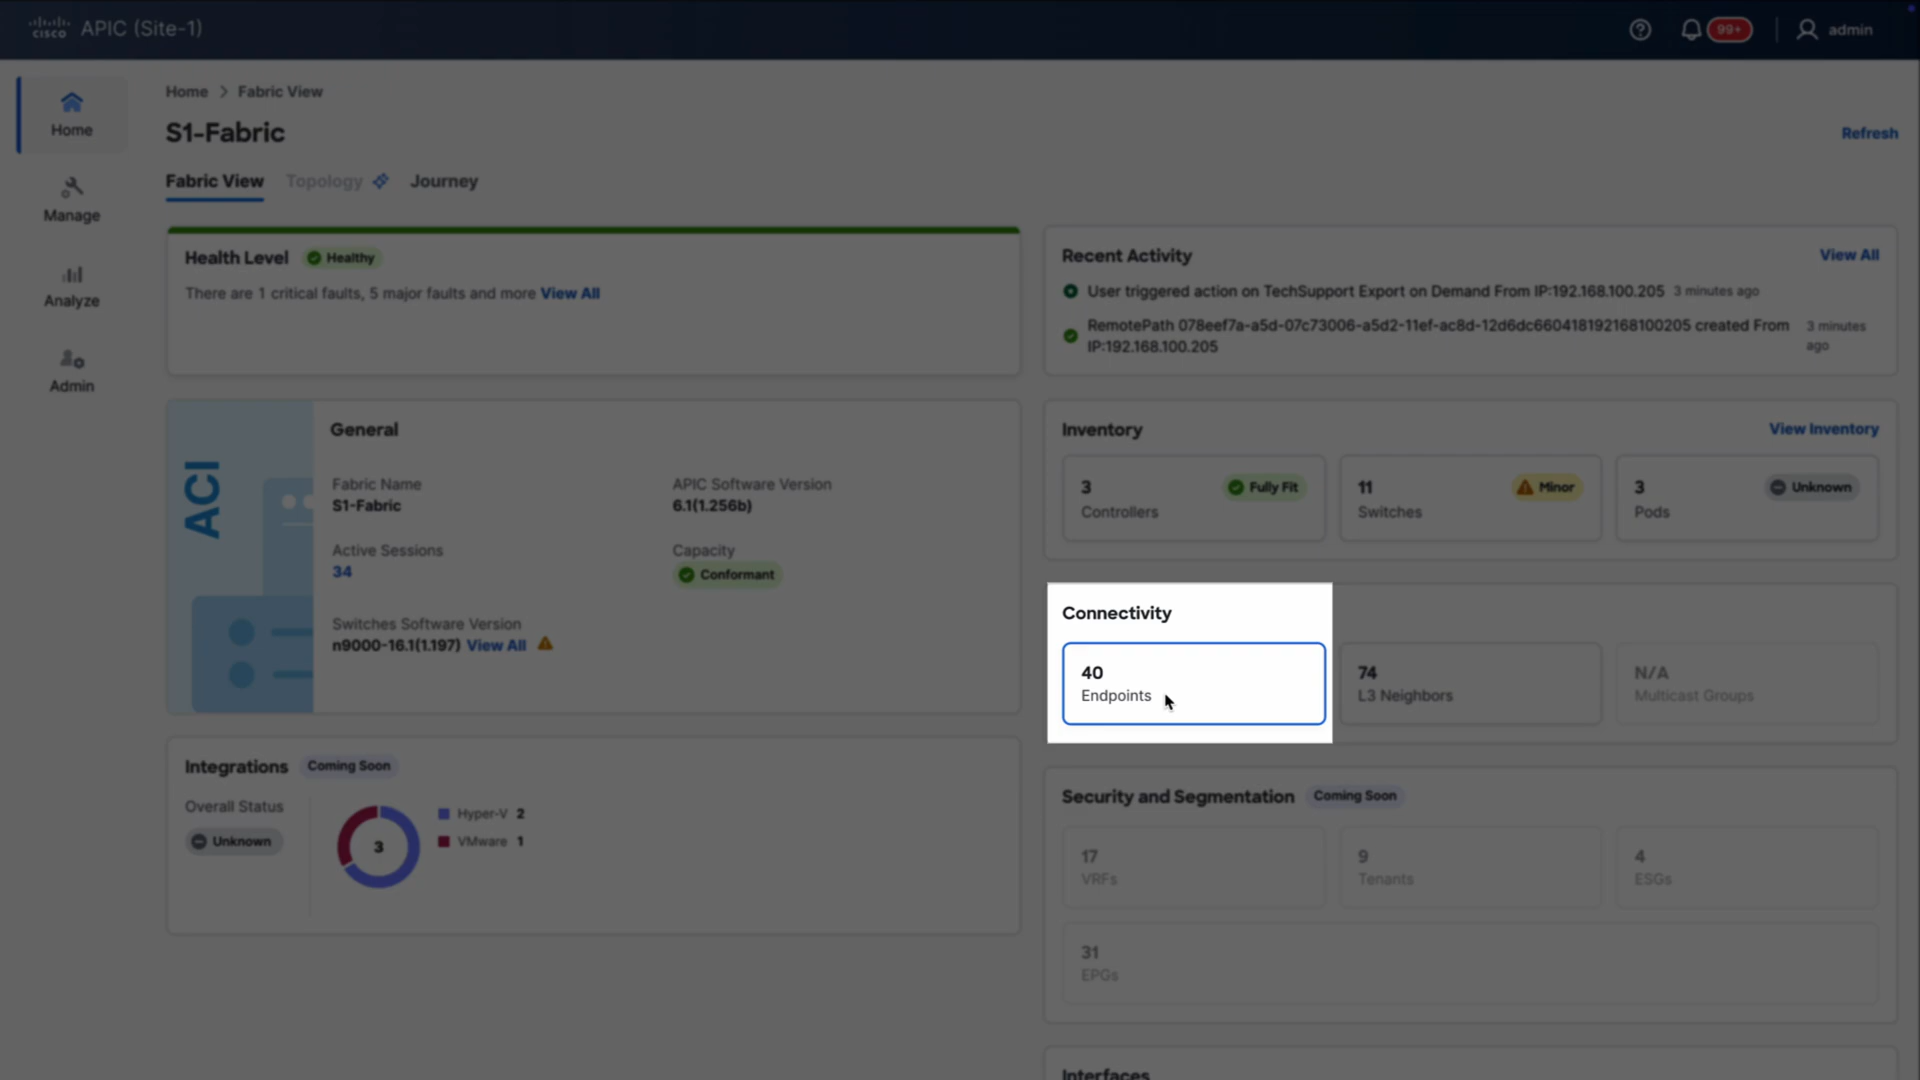 CISCO APIC (Site-1)
99+
admin
Home
Manage
Analyze
Admin
Home > Fabric View
S1-Fabric
Refresh
Fabric View
Topology
Journey
Health Level
Healthy
There are 1 critical faults, 5 major faults and more View All
ACI
General
Fabric Name
S1-Fabric
APIC Software Version
6.1(1.256b)
Active Sessions
34
Capacity
Conformant
Switches Software Version
n9000-16.1(1.197) View All
Integrations
Coming Soon
Overall Status
Unknown
3
Hyper-V 2
VMware 1
Recent Activity
View All
User triggered action on TechSupport Export on Demand From IP:192.168.100.205 3 minutes ago
RemotePath 078eef7a-a5d-07c73006-a5d2-11ef-ac8d-12d6dc660418192168100205 created From
IP:192.168.100.205
3 minutes
ago
Inventory
View Inventory
3
Fully Fit
Controllers
11
Minor
Switches
3
Unknown
Pods
Connectivity
40
Endpoints
74
L3 Neighbors
N/A
Multicast Groups
Security and Segmentation
Coming Soon
17
VRFs
9
Tenants
4
ESGs
31
EPGs
Interfaces